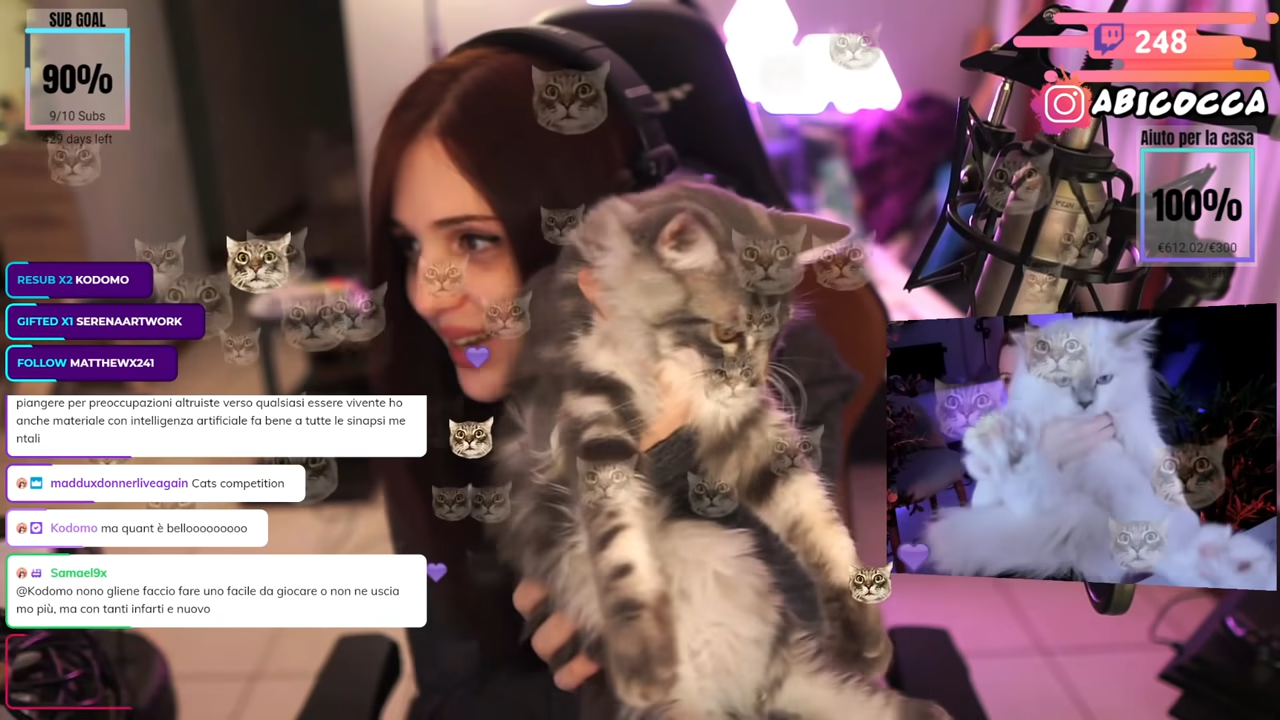 SUB GOAL
90%
9/10 Subs
429 days left
248
ABICOCCA
Aiuto per la casa
100%
€612.02/€300
RESUB X2 KODOMO
GIFTED X1 SERENAARTWORK
FOLLOW MATTHEWX241
piangere per preoccupazioni altruiste verso qualsiasi essere vivente ho
anche materiale con intelligenza artificiale fa bene a tutte le sinapsi me
ntali
madduxdonnerliveagain Cats competition
Kodomo ma quant è bellooooooooo
Samael9x
@Kodomo nono gliene faccio fare uno facile da giocare o non ne uscia
mo più, ma con tanti infarti e nuovo